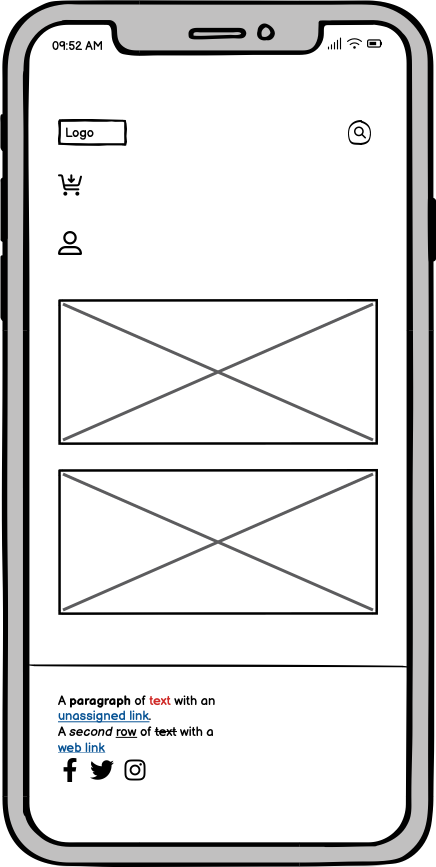 09:52 AM
Logo
A paragraph of text with an
unassigned link.
A second row of text with a
web link